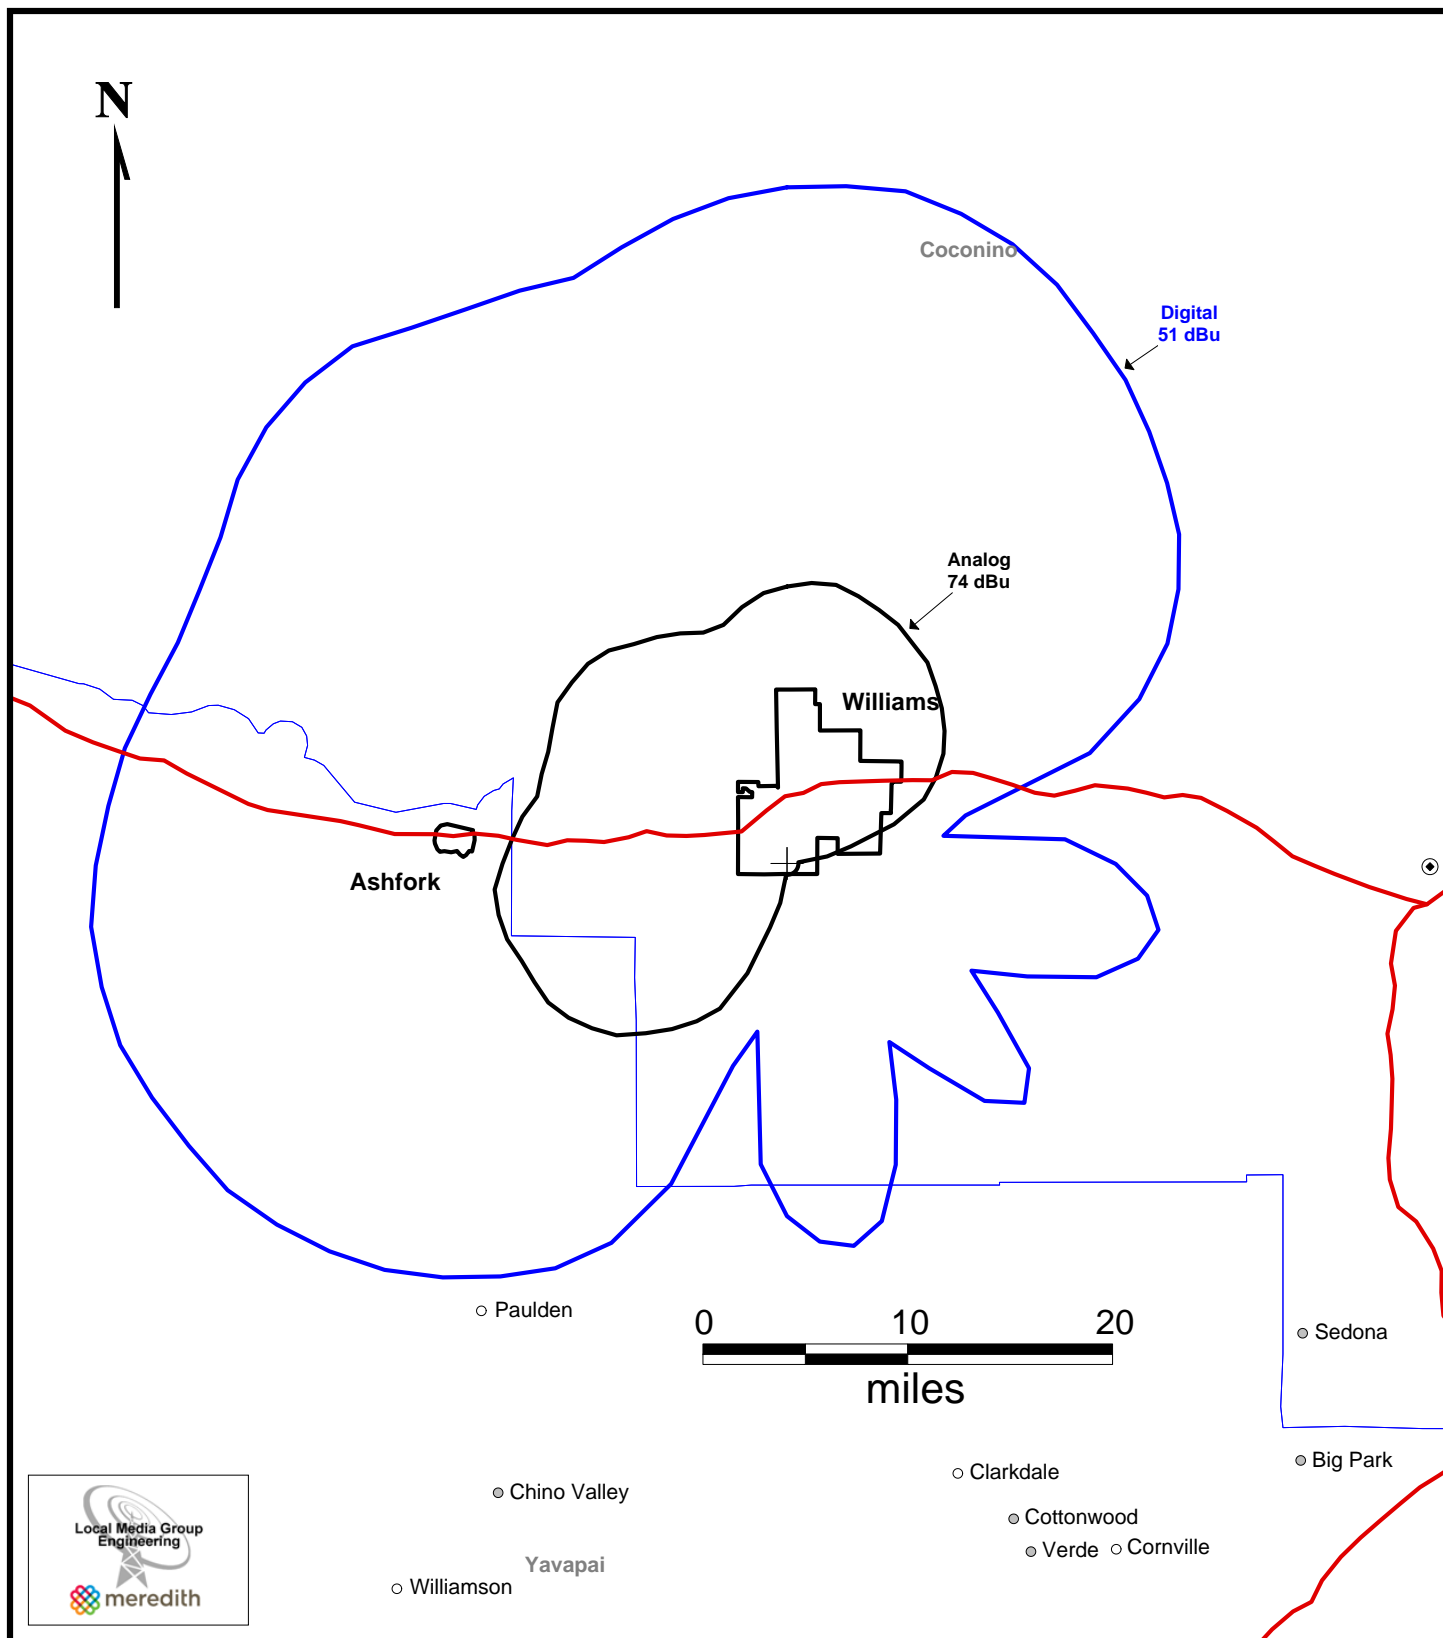 N
Coconino
Digital
51 dBu
Analog
74 dBu
Williams
Ashfork
Paulden
0 10 20
miles
Sedona
Big Park
Clarkdale
Chino Valley
Cottonwood
Verde
Cornville
Yavapai
Williamson
Local Media Group
Engineering
meredith